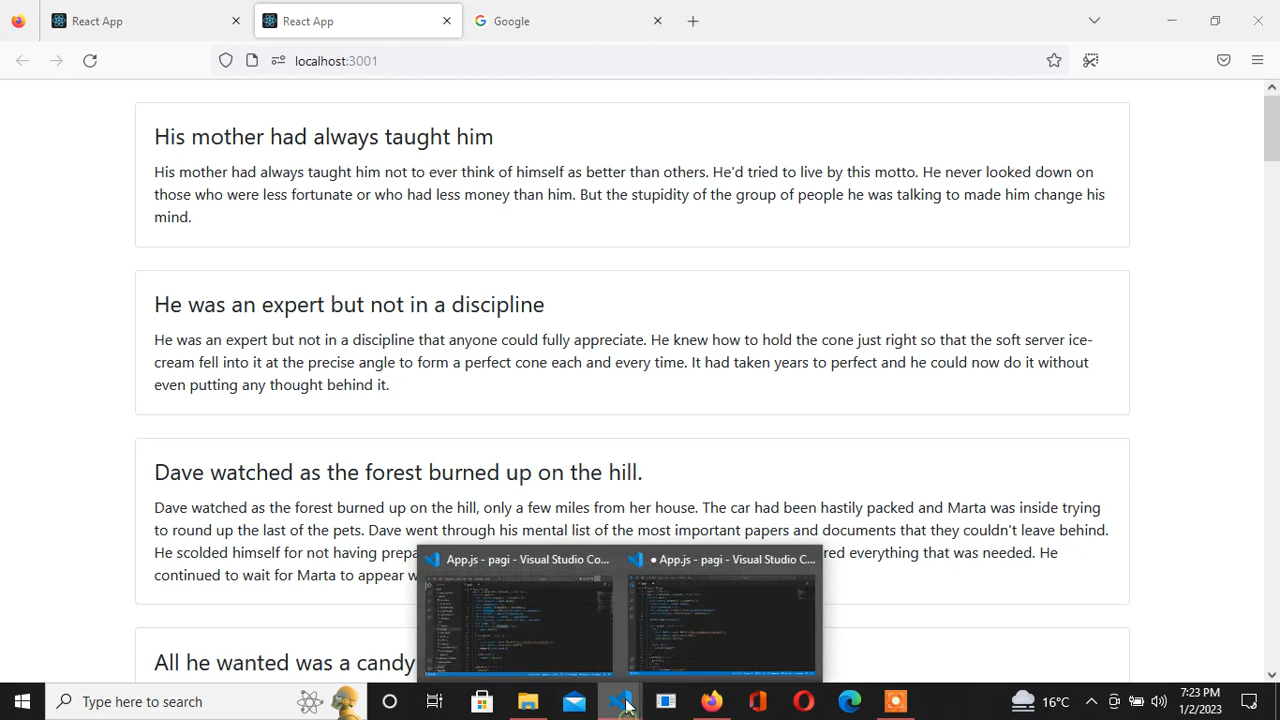 React App
React App
Google
localhost:3001
His mother had always taught him
His mother had always taught him not to ever think of himself as better than others. He'd tried to live by this motto. He never looked down on
those who were less fortunate or who had less money than him. But the stupidity of the group of people he was talking to made him change his
mind.
He was an expert but not in a discipline
He was an expert but not in a discipline that anyone could fully appreciate. He knew how to hold the cone just right so that the soft server ice-
cream fell into it at the precise angle to form a perfect cone each and every time. It had taken years to perfect and he could now do it without
even putting any thought behind it.
Dave watched as the forest burned up on the hill.
Dave watched as the forest burned up on the hill, only a few miles from her house. The car had been hastily packed and Marta was inside trying
to round up the last of the pets. Dave went through his mental list of the most important papers and documents that they couldn't leave behind.
He scolded himself for not having everything that was needed. He
continued to wait for Marta to appear
All he wanted was a candy
App.js - pagi - Visual Studio Co...
● App.js - pagi - Visual Studio C...
Type here to search
16°C
7:23 PM
1/2/2023